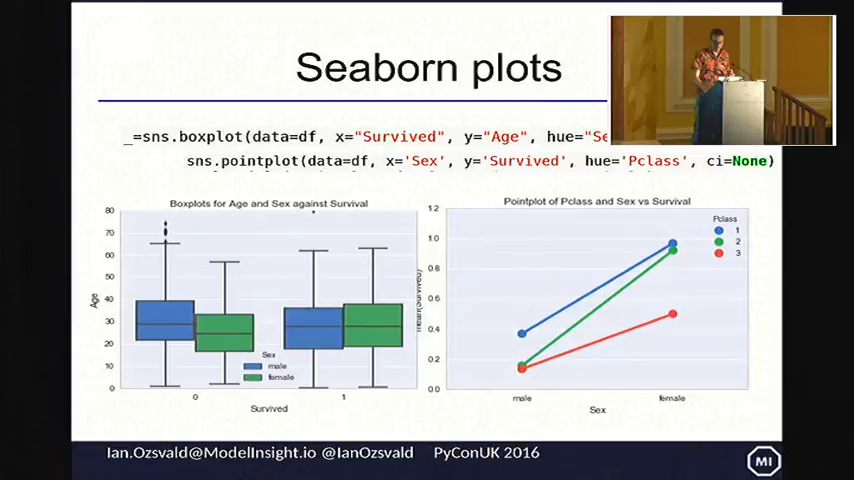 Seaborn plots
_=sns.boxplot(data=df, x="Survived", y="Age", hue="Se
sns.pointplot(data=df, x='Sex', y='Survived', hue='Pclass', ci=None)
Boxplots for Age and Sex against Survival
80
70
60
50
40
30
20
10
0
Age
Sex
male
female
0
1
Survived
Pointplot of Pclass and Sex vs Survival
1.2
1.0
0.8
0.6
0.4
0.2
0.0
mean(Survived)
Pclass
1
2
3
male
female
Sex
Ian.Ozsvald@ModelInsight.io @IanOzsvald PyConUK 2016
MI